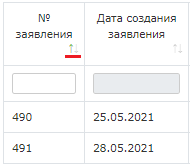 № заявления
Дата создания заявления
490 25.05.2021
491 28.05.2021